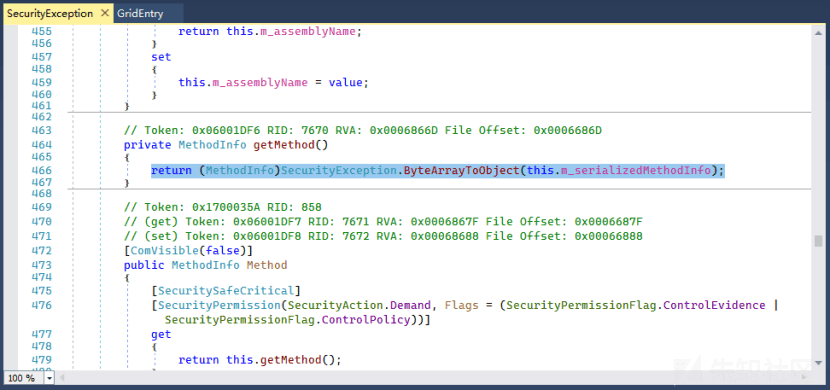 SecurityException × GridEntry
455 return this.m_assemblyName;
456 }
457 set
458 {
459 this.m_assemblyName = value;
460 }
461 }
462
463 // Token: 0x06001DF6 RID: 7670 RVA: 0x0006866D File Offset: 0x0006686D
464 private MethodInfo getMethod()
465 {
466 return (MethodInfo)SecurityException.ByteArrayToObject(this.m_serializedMethodInfo);
467 }
468
469 // Token: 0x1700035A RID: 858
470 // (get) Token: 0x06001DF7 RID: 7671 RVA: 0x0006867F File Offset: 0x0006687F
471 // (set) Token: 0x06001DF8 RID: 7672 RVA: 0x00068688 File Offset: 0x00066888
472 [ComVisible(false)]
473 public MethodInfo Method
474 {
475 [SecuritySafeCritical]
476 [SecurityPermission(SecurityAction.Demand, Flags = (SecurityPermissionFlag.ControlEvidence |
SecurityPermissionFlag.ControlPolicy))]
477 get
478 {
479 return this.getMethod();
100 %
先知社区